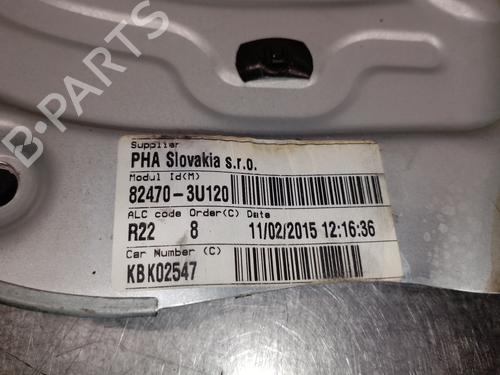 B-PARTS
Supplier
PHA Slovakia s.r.o.
Modul Id(M)
82470-3U120
ALC code Order(C) Date
R22 8 11/02/2015 12:16:36
Car Number (C)
KBK02547